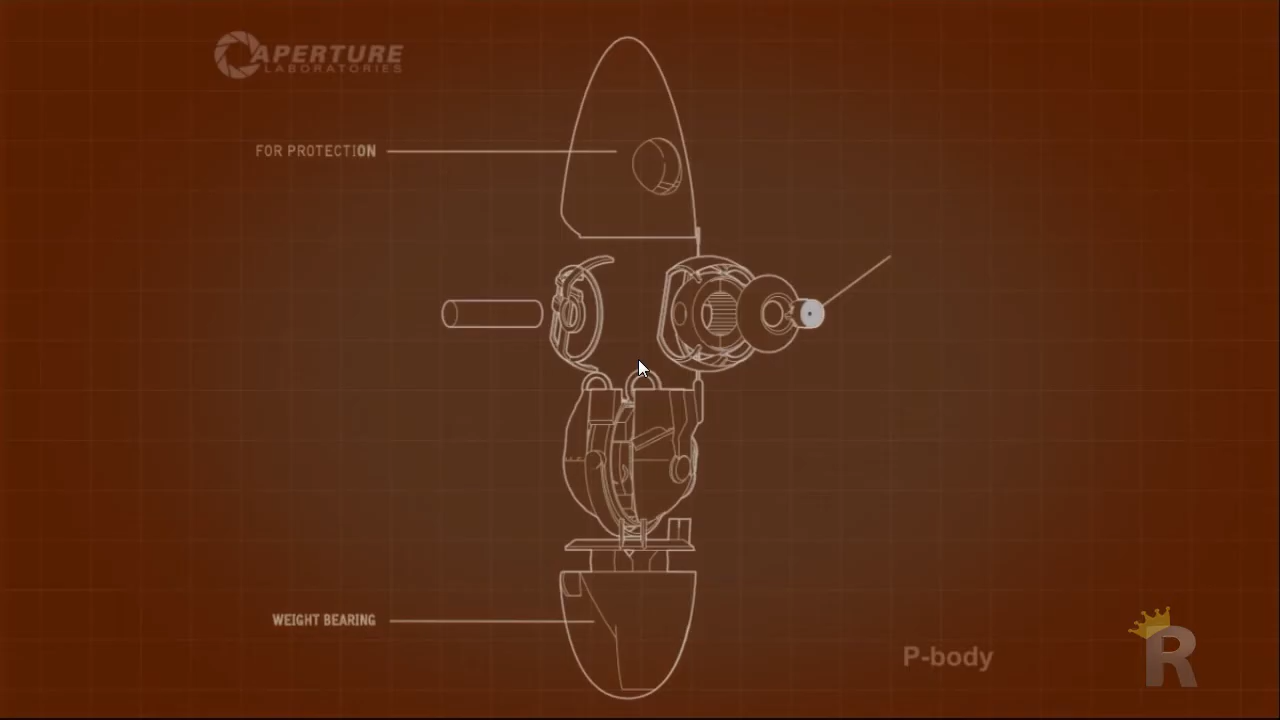 APERTURE
LABORATORIES
FOR PROTECTION
WEIGHT BEARING
P-body
R